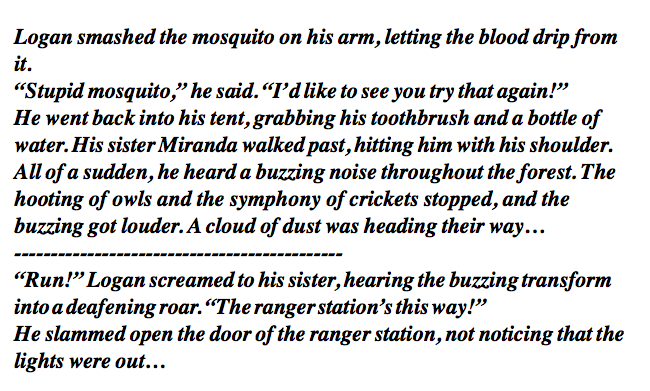 Logan smashed the mosquito on his arm, letting the blood drip from
it.
“Stupid mosquito,” he said. “I’d like to see you try that again!”
He went back into his tent, grabbing his toothbrush and a bottle of
water. His sister Miranda walked past, hitting him with his shoulder.
All of a sudden, he heard a buzzing noise throughout the forest. The
hooting of owls and the symphony of crickets stopped, and the
buzzing got louder. A cloud of dust was heading their way…
---------------------------------------------
“Run!” Logan screamed to his sister, hearing the buzzing transform
into a deafening roar. “The ranger station’s this way!”
He slammed open the door of the ranger station, not noticing that the
lights were out…